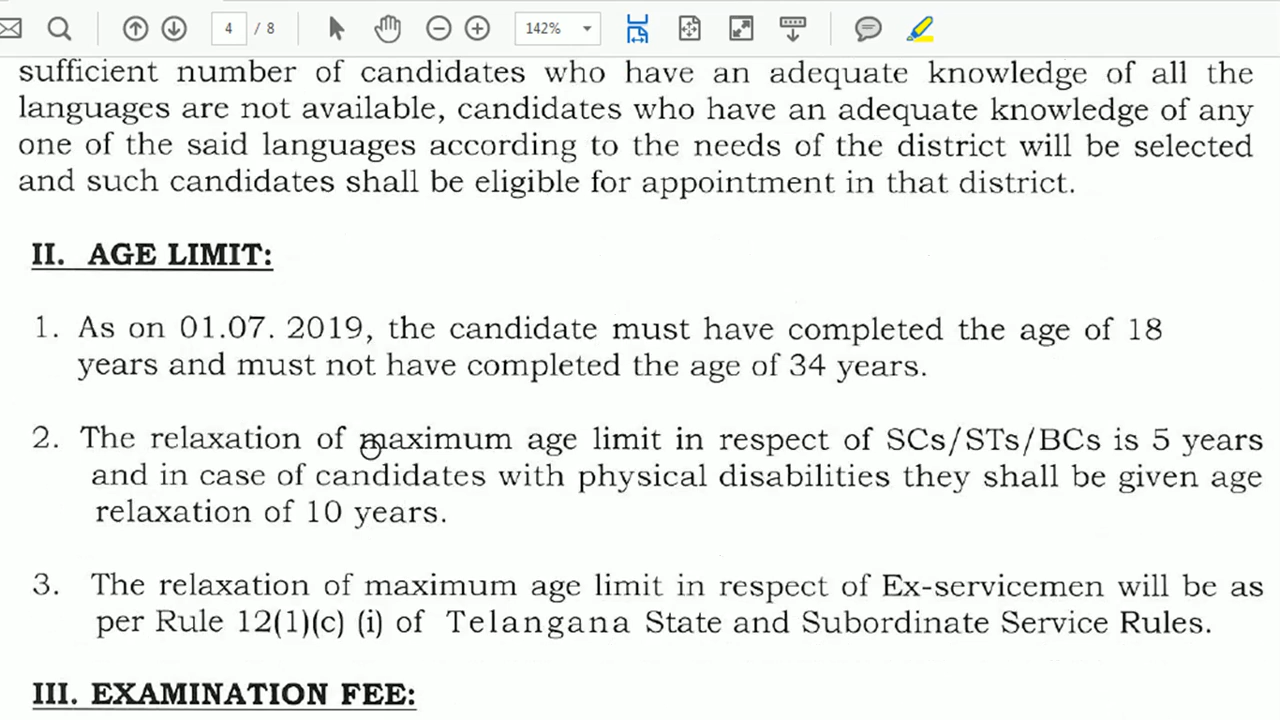 4 / 8 142%
sufficient number of candidates who have an adequate knowledge of all the
languages are not available, candidates who have an adequate knowledge of any
one of the said languages according to the needs of the district will be selected
and such candidates shall be eligible for appointment in that district.
II. AGE LIMIT:
1. As on 01.07. 2019, the candidate must have completed the age of 18
years and must not have completed the age of 34 years.
2. The relaxation of maximum age limit in respect of SCs/STs/BCs is 5 years
and in case of candidates with physical disabilities they shall be given age
relaxation of 10 years.
3. The relaxation of maximum age limit in respect of Ex-servicemen will be as
per Rule 12(1)(c) (i) of Telangana State and Subordinate Service Rules.
III. EXAMINATION FEE: